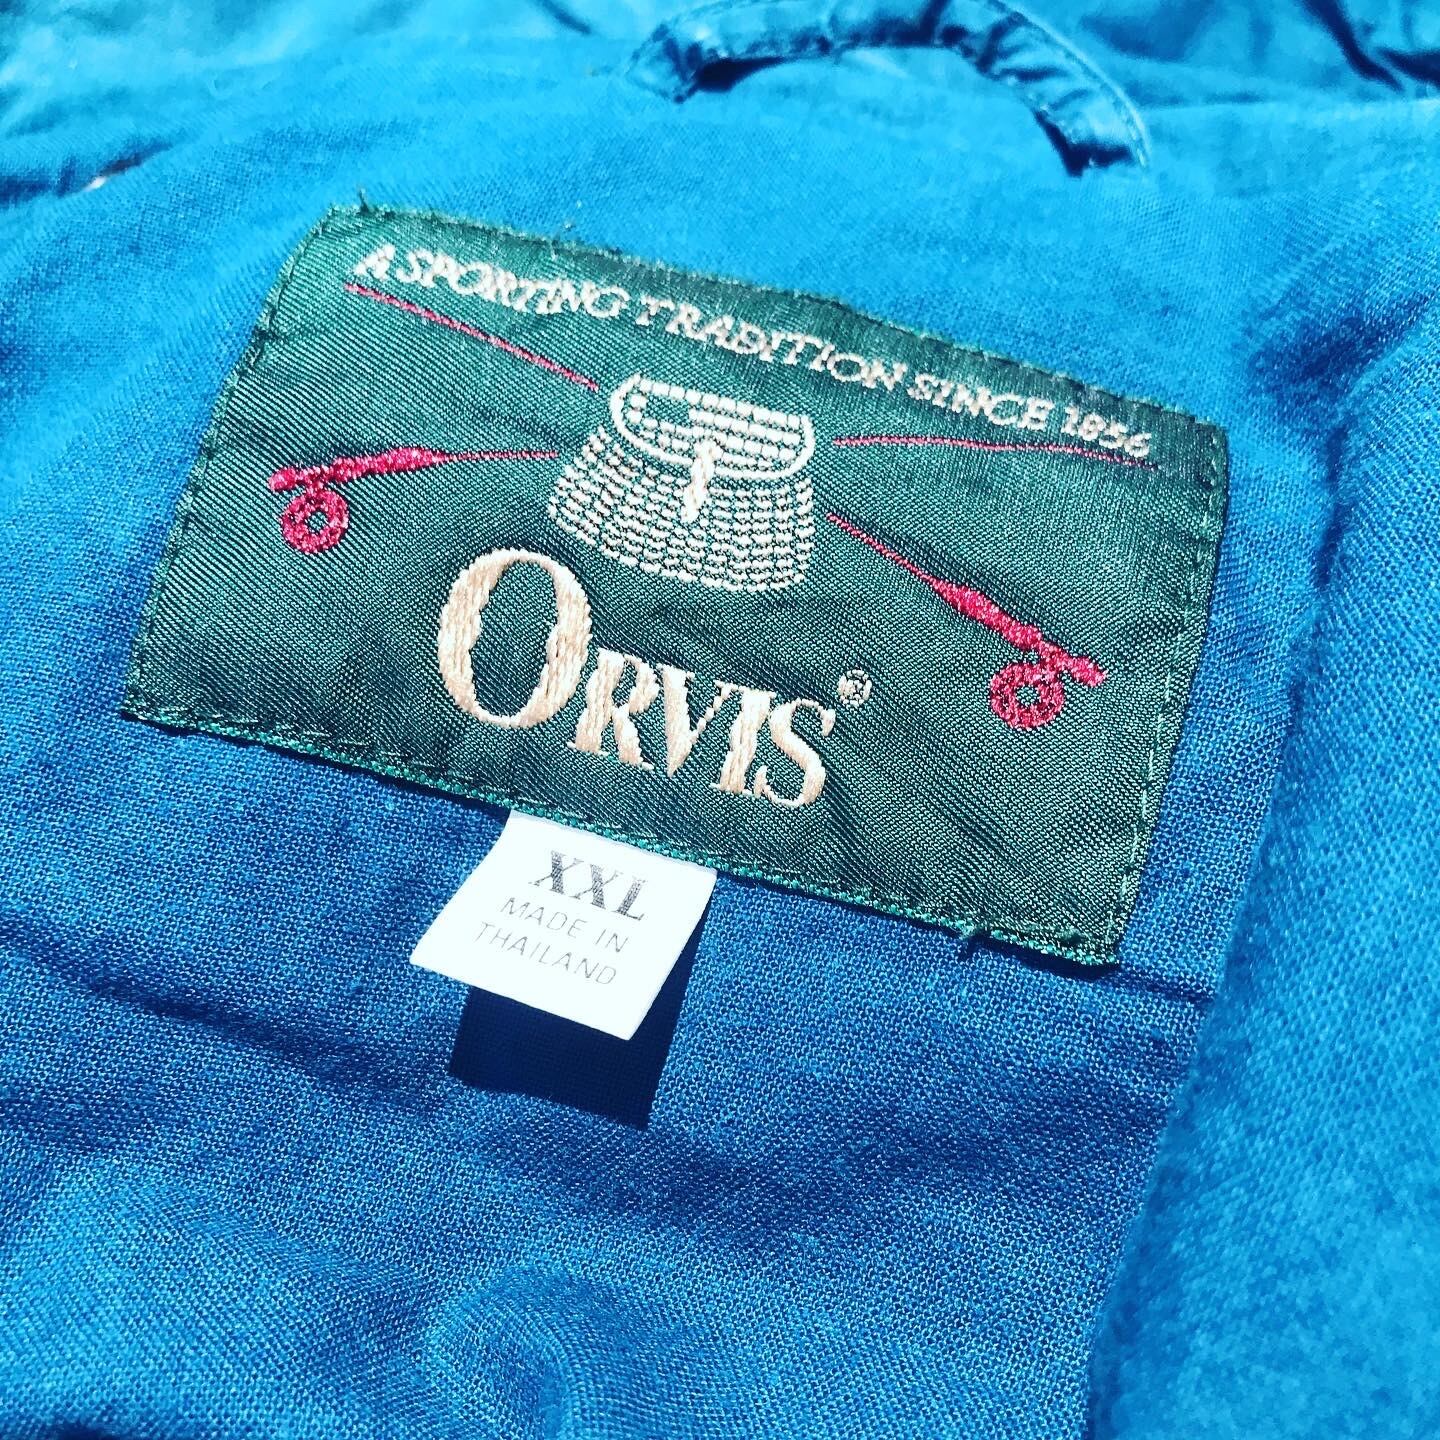 A SPORTING TRADITION SINCE 1856
ORVIS®
XXL
MADE IN
THAILAND